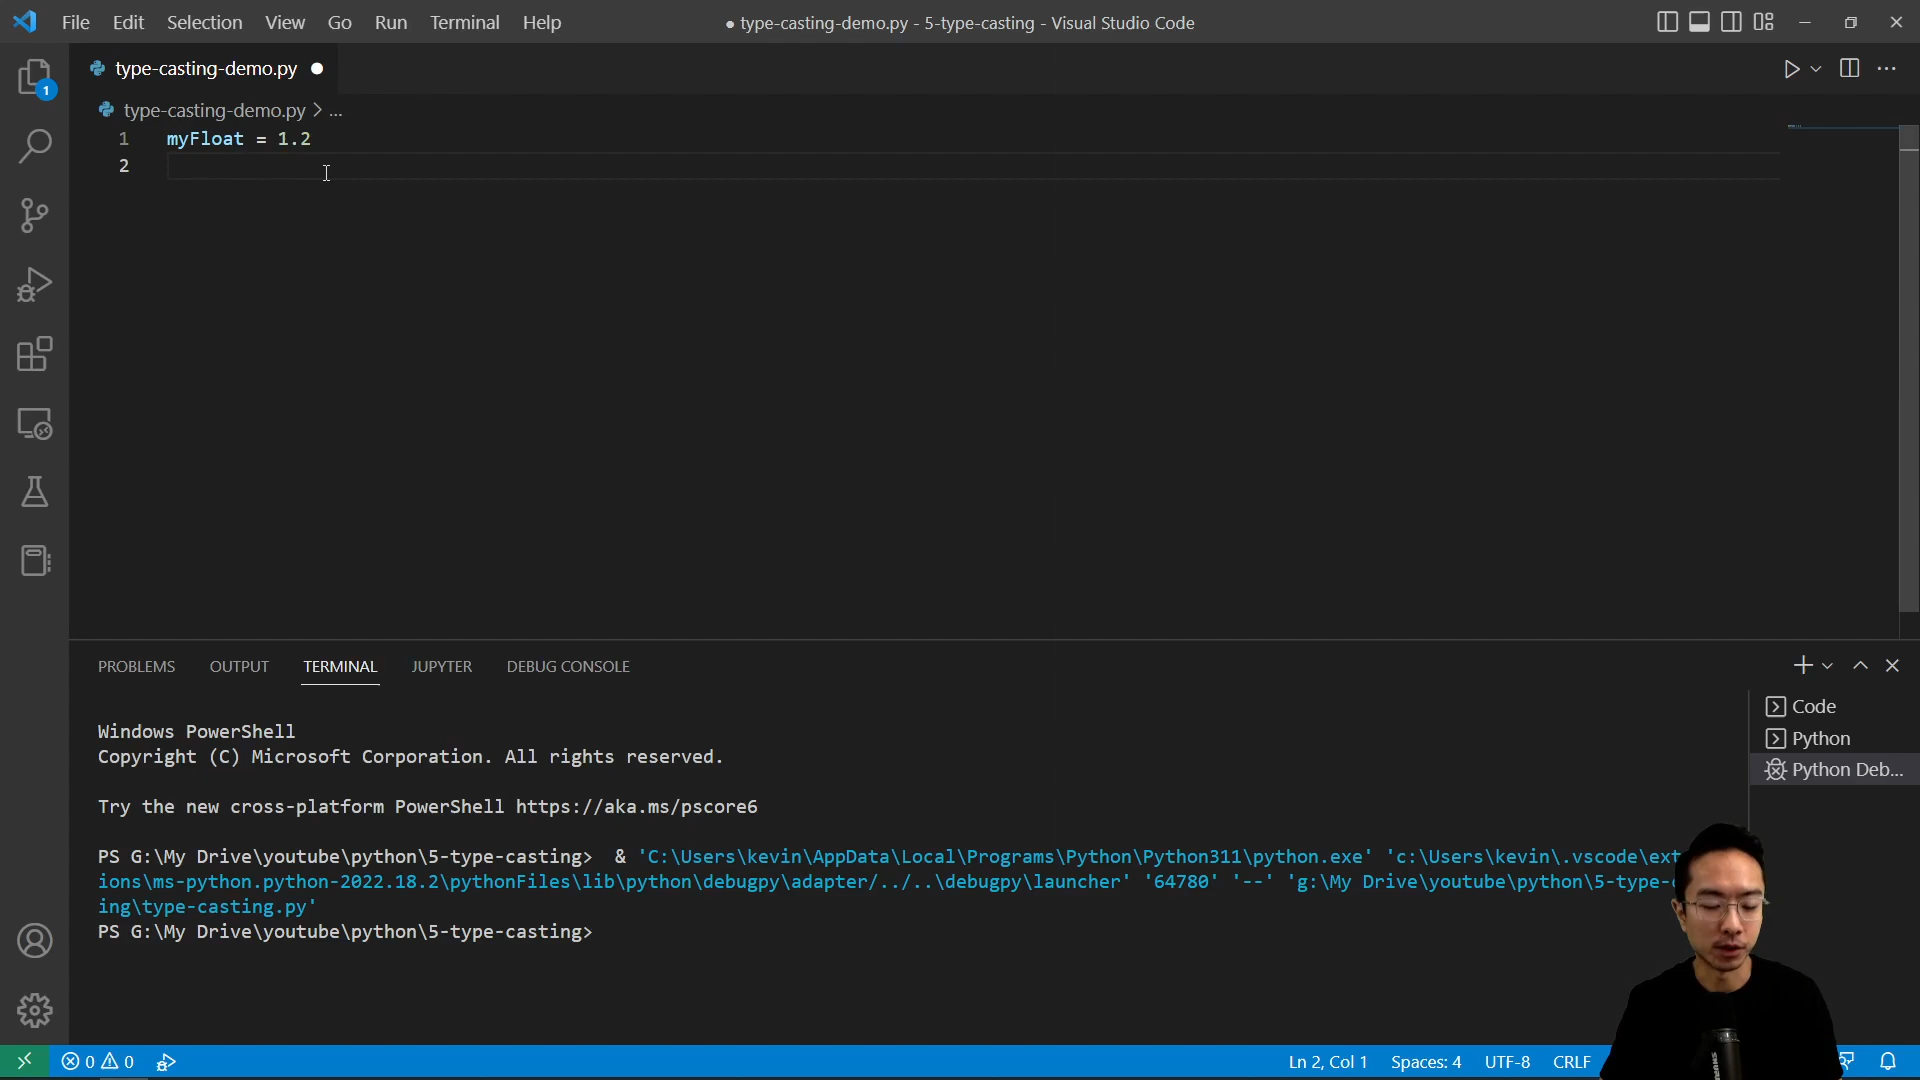 File Edit Selection View Go Run Terminal Help
● type-casting-demo.py - 5-type-casting - Visual Studio Code
type-casting-demo.py ●
type-casting-demo.py > ...
1 myFloat = 1.2
2
1
PROBLEMS OUTPUT TERMINAL JUPYTER DEBUG CONSOLE
Code
Python
Python Deb...
Windows PowerShell
Copyright (C) Microsoft Corporation. All rights reserved.
Try the new cross-platform PowerShell https://aka.ms/pscore6
PS G:\My Drive\youtube\python\5-type-casting>  & 'C:\Users\kevin\AppData\Local\Programs\Python\Python311\python.exe' 'c:\Users\kevin\.vscode\ext
ions\ms-python.python-2022.18.2\pythonFiles\lib\python\debugpy\adapter/../..\debugpy\launcher' '64780' '--' 'g:\My Drive\youtube\python\5-type-c
ing\type-casting.py'
PS G:\My Drive\youtube\python\5-type-casting>
0 0
Ln 2, Col 1 Spaces: 4 UTF-8 CRLF